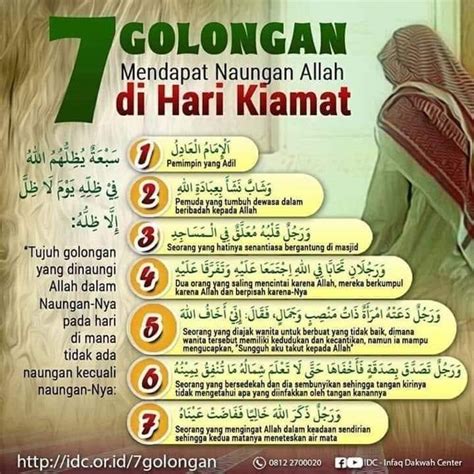 7 GOLONGAN
Mendapat Naungan Allah
di Hari Kiamat
سَبْعَةٌ يُظِلُّهُمُ اللهُ
فِيْ ظِلِّهِ يَوْمَ لَا ظِلَّ
إِلَّا ظِلُّهُ:
"Tujuh golongan
yang dinaungi
Allah dalam
Naungan-Nya
pada hari
di mana
tidak ada
naungan kecuali
naungan-Nya:
1
اَلْإِمَامُ الْعَادِلُ
Pemimpin yang Adil
2
وَشَابٌّ نَشَأَ بِعِبَادَةِ اللهِ
Pemuda yang tumbuh dewasa dalam
beribadah kepada Allah
3
وَرَجُلٌ قَلْبُهُ مُعَلَّقٌ فِي الْمَسَاجِدِ
Seorang yang hatinya senantiasa bergantung di masjid
4
وَرَجُلَانِ تَحَابَّا فِي اللهِ اِجْتَمَعَا عَلَيْهِ وَتَفَرَّقَا عَلَيْهِ
Dua orang yang saling mencintai karena Allah, mereka berkumpul
karena Allah dan berpisah karena-Nya
5
وَرَجُلٌ دَعَتْهُ امْرَأَةٌ ذَاتُ مَنْصِبٍ وَجَمَالٍ، فَقَالَ: إِنِّيْ أَخَافُ اللهَ
Seorang yang diajak wanita untuk berbuat yang tidak baik, dimana
wanita tersebut memiliki kedudukan dan kecantikan, namun ia mampu
mengucapkan, "Sungguh aku takut kepada Allah"
6
وَرَجُلٌ تَصَدَّقَ بِصَدَقَةٍ فَأَخْفَاهَا حَتَّى لَا تَعْلَمَ شِمَالُهُ مَا تُنْفِقُ يَمِيْنُهُ
Seorang yang bersedekah dan dia sembunyikan sehingga tangan kirinya
tidak mengetahui apa yang diinfakkan oleh tangan kanannya
7
وَرَجُلٌ ذَكَرَ اللهَ خَالِيًا فَفَاضَتْ عَيْنَاهُ
Seorang yang mengingat Allah dalam keadaan sendirian
sehingga kedua matanya meneteskan air mata
http://idc.or.id/7golongan
0812 2700020
IDC - Infaq Dakwah Center